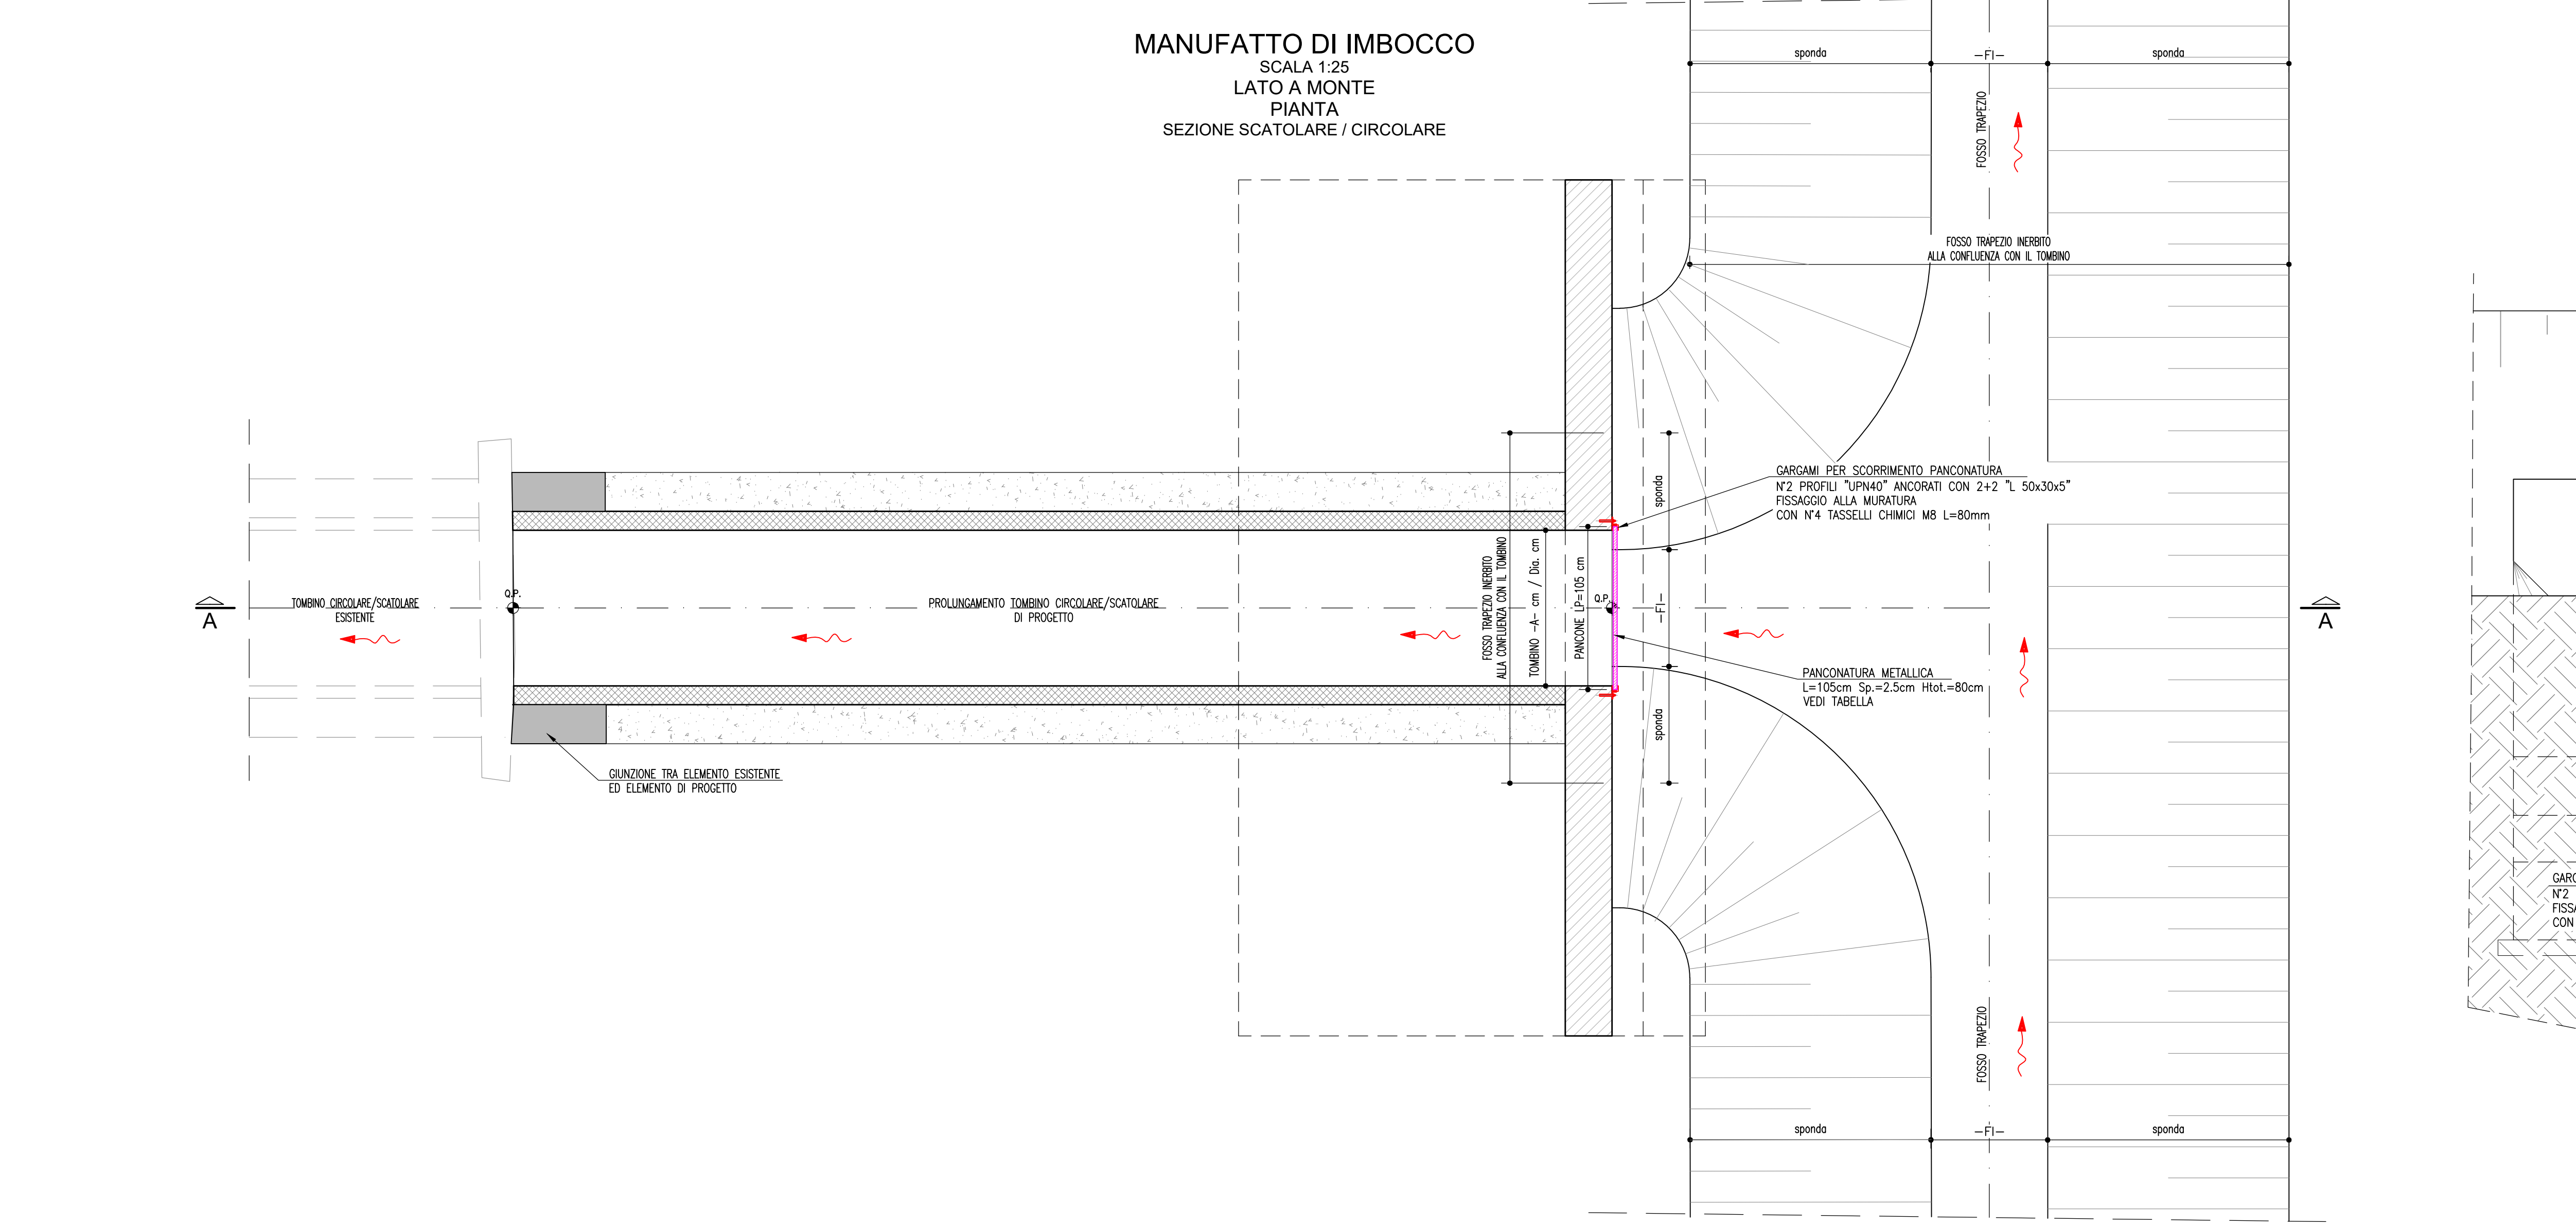 MANUFATTO DI IMBOCCO
SCALA 1:25
LATO A MONTE
PIANTA
SEZIONE SCATOLARE / CIRCOLARE
sponda
-FI-
sponda
FOSSO TRAPEZIO
FOSSO TRAPEZIO INERBITO
ALLA CONFLUENZA CON IL TOMBINO
GARGAMI PER SCORRIMENTO PANCONATURA
N°2 PROFILI "UPN40" ANCORATI CON 2+2 "L 50x30x5"
FISSAGGIO ALLA MURATURA
CON N°4 TASSELLI CHIMICI M8 L=80mm
sponda
-FI-
sponda
FOSSO TRAPEZIO INERBITO
ALLA CONFLUENZA CON IL TOMBINO
TOMBINO -A- cm / Dia. cm
PANCONE LP=105 cm
Q.P.
Q.P.
A
TOMBINO CIRCOLARE/SCATOLARE
ESISTENTE
PROLUNGAMENTO TOMBINO CIRCOLARE/SCATOLARE
DI PROGETTO
A
PANCONATURA METALLICA
L=105cm Sp.=2.5cm Htot.=80cm
VEDI TABELLA
GIUNZIONE TRA ELEMENTO ESISTENTE
ED ELEMENTO DI PROGETTO
FOSSO TRAPEZIO
sponda
-FI-
sponda
N°2
CON